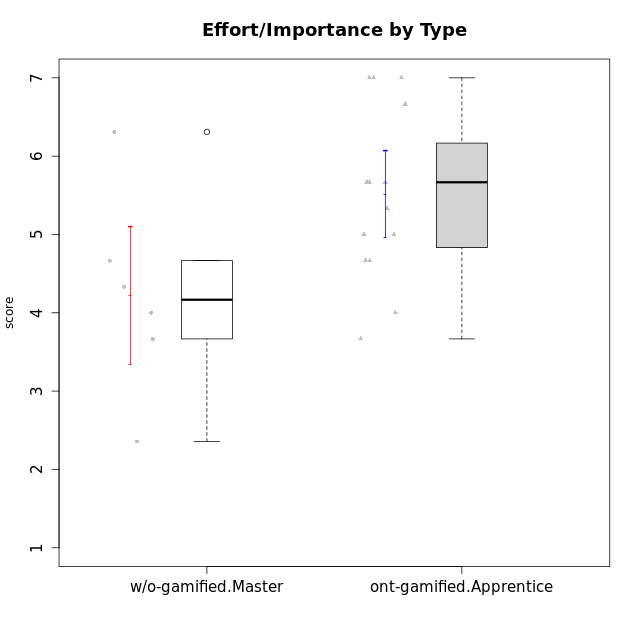 Effort/Importance by Type
7
6
5
4
3
2
1
score
w/o-gamified.Master
ont-gamified.Apprentice